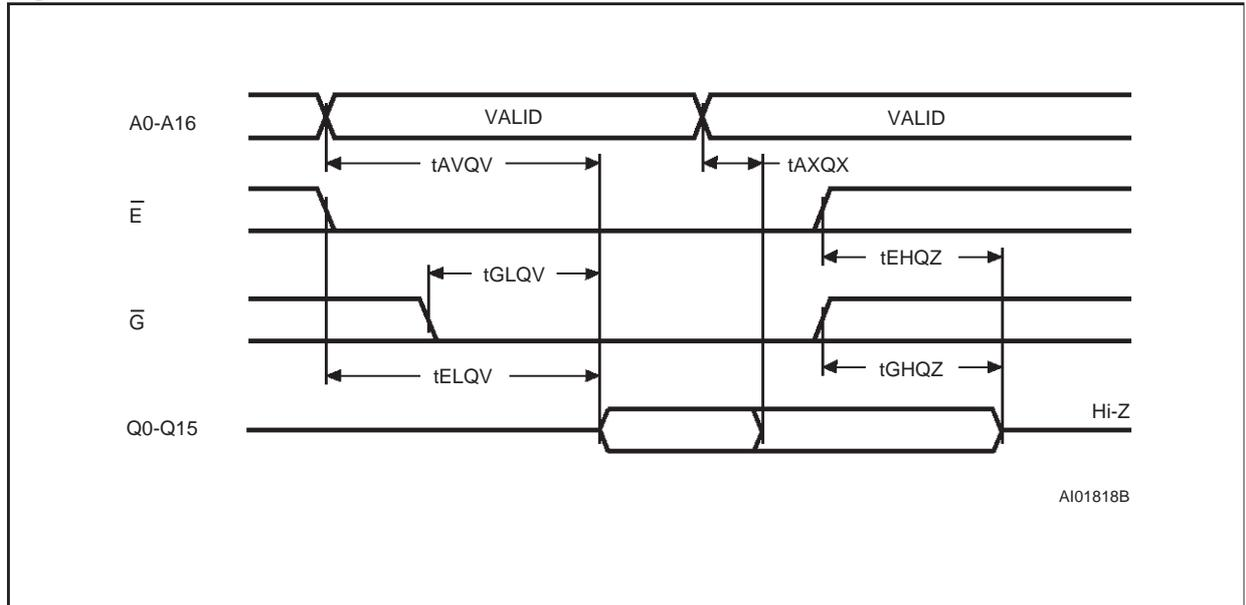 A0-A16
VALID
VALID
tAVQV
tAXQX
E̅
tEHQZ
tGLQV
G̅
tGHQZ
tELQV
Hi-Z
Q0-Q15
AI01818B